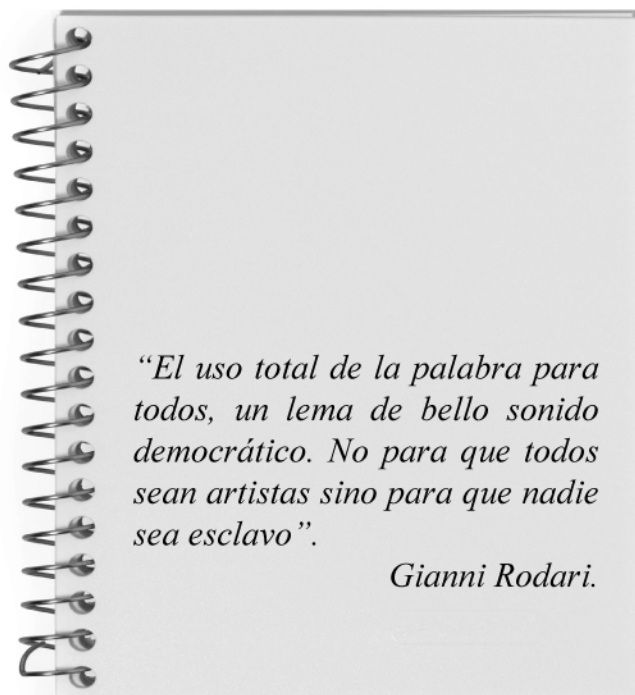 “El uso total de la palabra para
todos, un lema de bello sonido
democrático. No para que todos
sean artistas sino para que nadie
sea esclavo”.
Gianni Rodari.